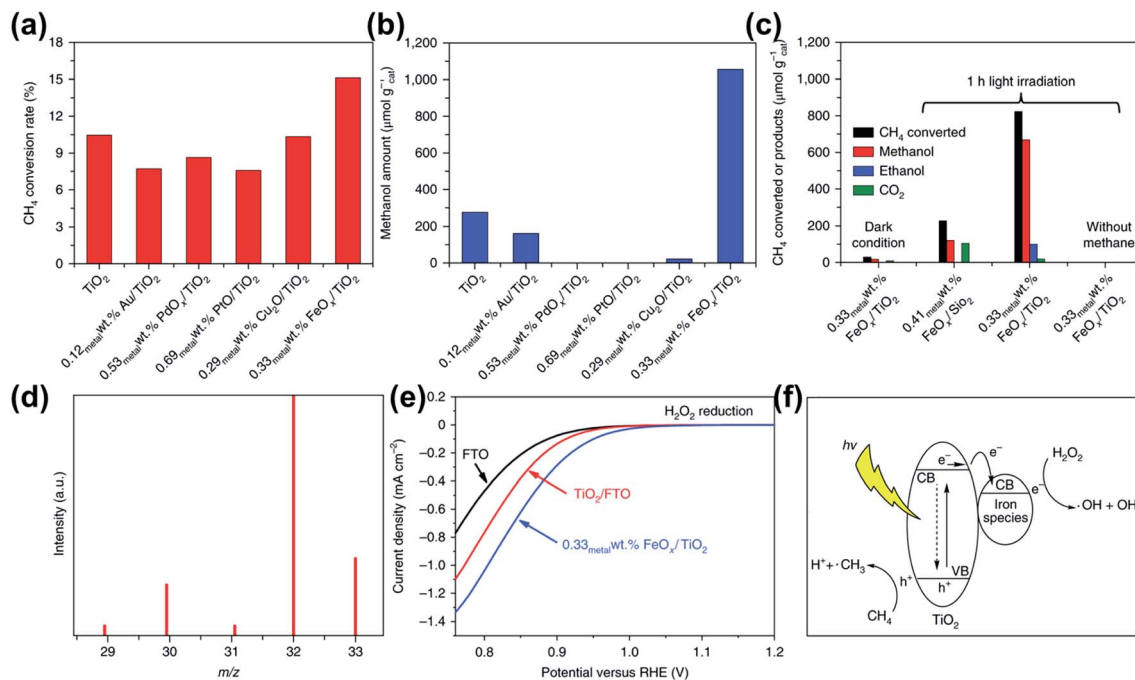 (a)
18
15
12
9
6
3
0
CH₄ conversion rate (%)
TiO₂
0.12metalwt.% Au/TiO₂
0.53metalwt.% PdOₓ/TiO₂
0.69metalwt.% PtO/TiO₂
0.29metalwt.% Cu₂O/TiO₂
0.33metalwt.% FeOₓ/TiO₂
(b)
1,200
1,000
800
600
400
200
0
Methanol amount (μmol g⁻¹cat)
TiO₂
0.12metalwt.% Au/TiO₂
0.53metalwt.% PdOₓ/TiO₂
0.69metalwt.% PtO/TiO₂
0.29metalwt.% Cu₂O/TiO₂
0.33metalwt.% FeOₓ/TiO₂
(c)
1,200
1,000
800
600
400
200
0
CH₄ converted or products (μmol g⁻¹cat)
1 h light irradiation
CH₄ converted
Methanol
Ethanol
CO₂
Dark
condition
Without
methane
0.33metalwt.%
FeOₓ/TiO₂
0.41metalwt.%
FeOₓ/SiO₂
0.33metalwt.%
FeOₓ/TiO₂
0.33metalwt.%
FeOₓ/TiO₂
(d)
Intensity (a.u.)
29 30 31 32 33
m/z
(e)
0.2
0
−0.2
−0.4
−0.6
−0.8
−1.0
−1.2
−1.4
Current density (mA cm⁻²)
H₂O₂ reduction
FTO
TiO₂/FTO
0.33metalwt.% FeOₓ/TiO₂
0.8 0.9 1.0 1.1 1.2
Potential versus RHE (V)
(f)
hν
e⁻
e⁻
H₂O₂
CB
CB
e⁻
Iron
species
·OH + OH
H⁺+·CH₃
VB
h⁺
h⁺
CH₄
TiO₂